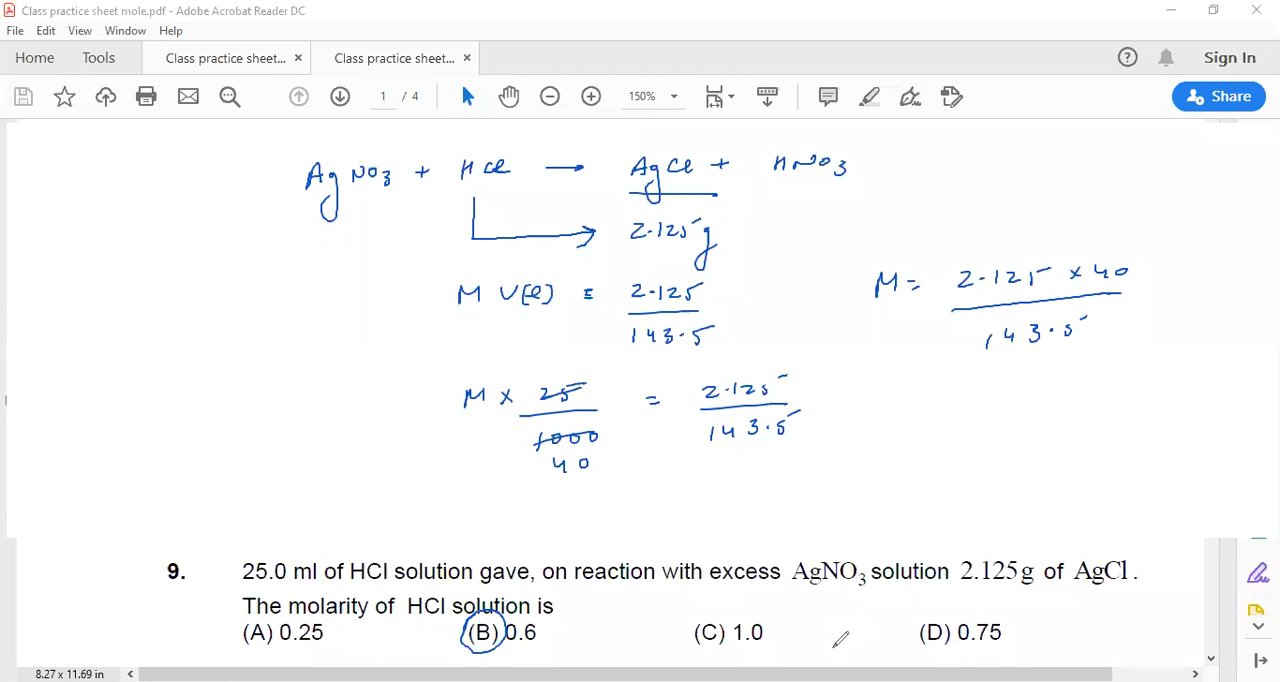 Class practice sheet mole.pdf - Adobe Acrobat Reader DC
File Edit View Window Help
Home Tools Class practice sheet... × Class practice sheet... × Sign In
1 / 4 150% Share
AgNO3 + HCl → AgCl + HNO3
2.125g
M V(l) = 2.125 / 143.5
M = 2.125 × 40 / 143.5
M × 25 / 1000 = 2.125 / 143.5
40
9. 25.0 ml of HCl solution gave, on reaction with excess AgNO₃ solution 2.125g of AgCl.
The molarity of HCl solution is
(A) 0.25 (B) 0.6 (C) 1.0 (D) 0.75
8.27 x 11.69 in